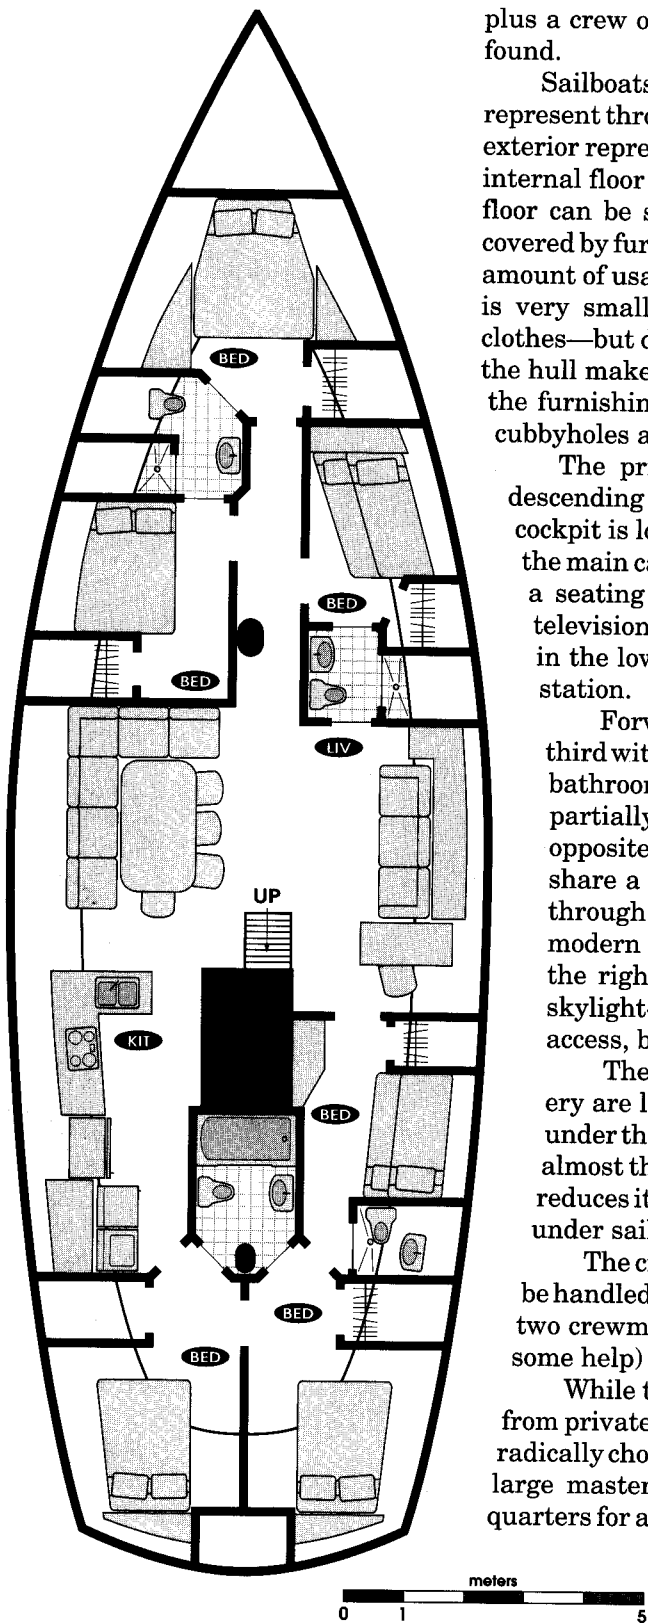 plus a crew o
found.
Sailboats
represent thro
exterior repre
internal floor
floor can be s
covered by fur
amount of usa
is very small
clothes—but c
the hull make
the furnishin
cubbyholes a
The pri
descending
cockpit is lo
the main ca
a seating
television
in the low
station.
Forw
third wit
bathroom
partially
opposite
share a
through
modern
the righ
skylight-
access, b
The
ery are l
under th
almost th
reduces it
under sail
The c
be handled
two crewm
some help)
While t
from private
radically cho
large master
quarters for a
BED
BED
BED
LIV
UP
KIT
BED
BED
BED
meters
0 1 5